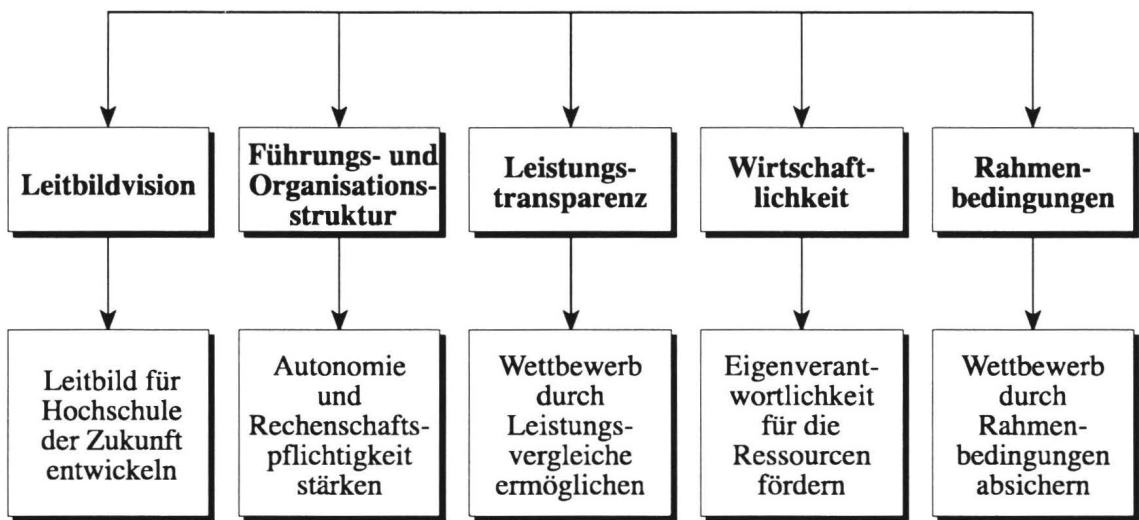 Leitbildvision
Führungs- und
Organisations-
struktur
Leistungs-
transparenz
Wirtschaft-
lichkeit
Rahmen-
bedingungen
Leitbild für
Hochschule
der Zukunft
entwickeln
Autonomie
und
Rechenschafts-
pflichtigkeit
stärken
Wettbewerb
durch
Leistungs-
vergleiche
ermöglichen
Eigenverant-
wortlichkeit
für die
Ressourcen
fördern
Wettbewerb
durch
Rahmen-
bedingungen
absichern